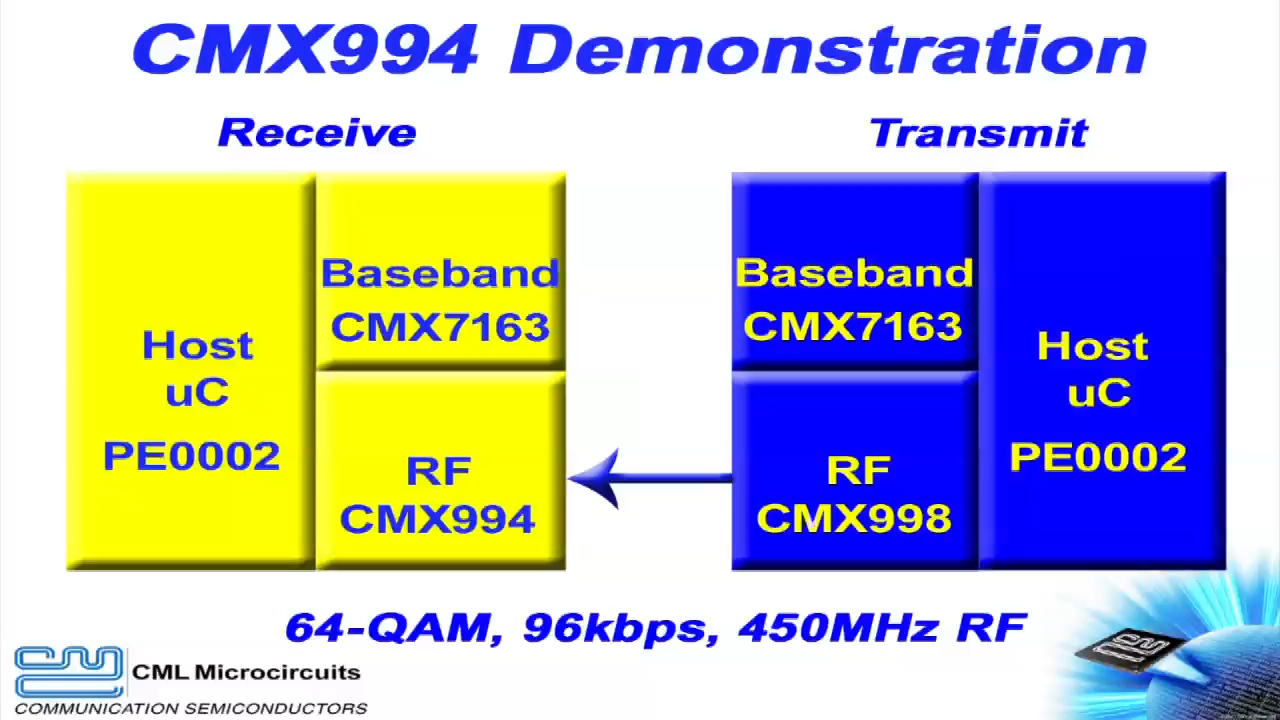 CMX994 Demonstration
Receive
Transmit
Host
uC
PE0002
Baseband
CMX7163
RF
CMX994
Baseband
CMX7163
RF
CMX998
Host
uC
PE0002
64-QAM, 96kbps, 450MHz RF
CML Microcircuits
COMMUNICATION SEMICONDUCTORS